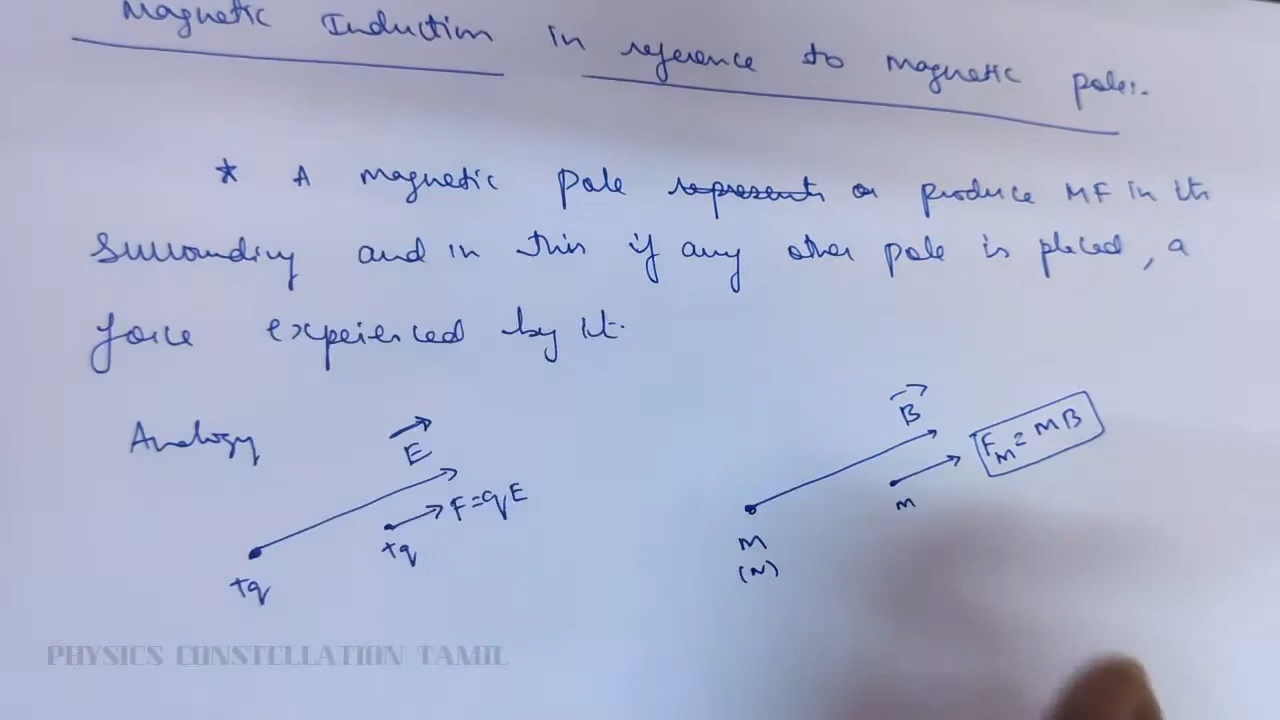 Magnetic Induction in reference to magnetic pole:-
* A magnetic pole represents or produce MF in its
surrounding and in this if any other pole is placed, a
force experienced by it.
Analogy
E
F=qE
+q
+q
B
F_M = MB
m
M
(N)
PHYSICS CONSTELLATION TAMIL